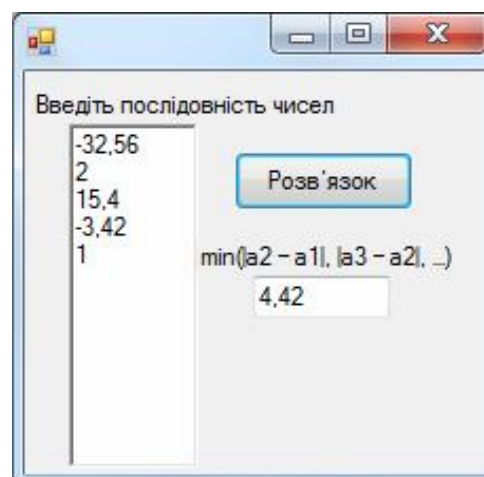 Введіть послідовність чисел
-32,56
2
15,4
-3,42
1
Розв'язок
min(|a2 − a1|, |a3 − a2|, ...)
4,42